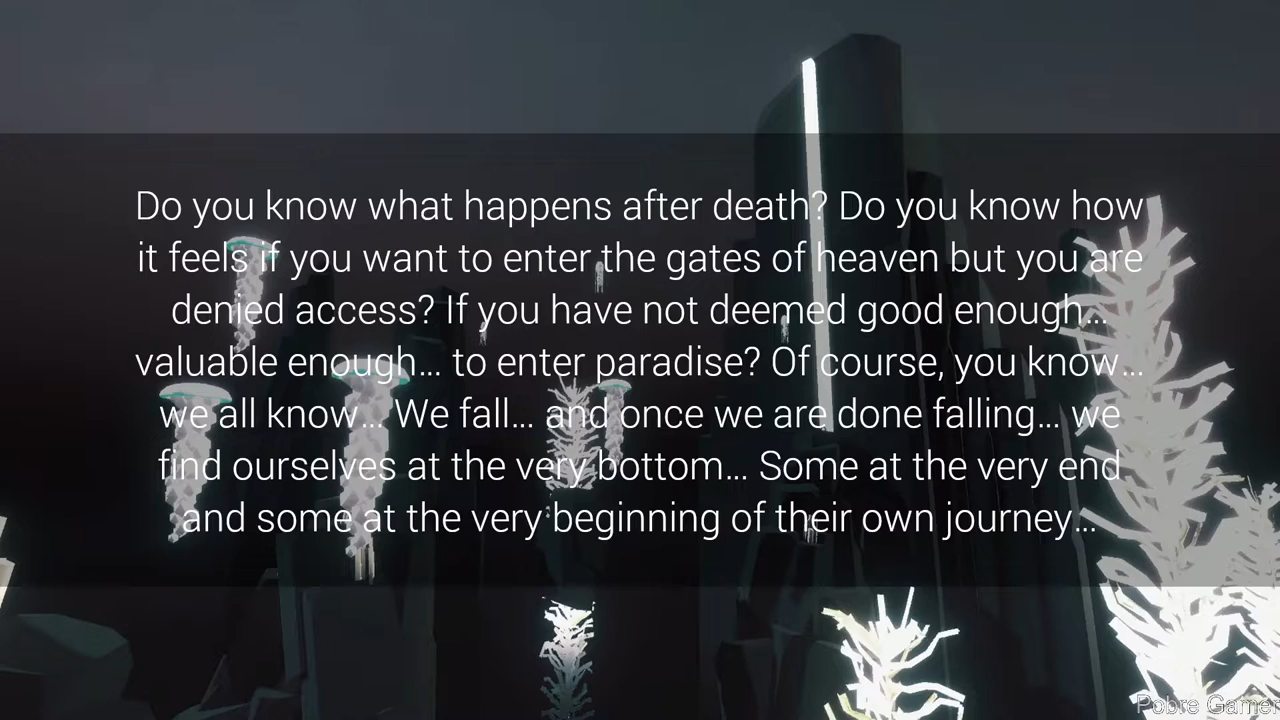 Do you know what happens after death? Do you know how
it feels if you want to enter the gates of heaven but you are
denied access? If you have not deemed good enough...
valuable enough... to enter paradise? Of course, you know...
we all know... We fall... and once we are done falling... we
find ourselves at the very bottom... Some at the very end
and some at the very beginning of their own journey...
Pobre Gamer